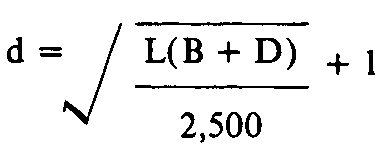 d = √ L(B + D) / 2,500 + 1